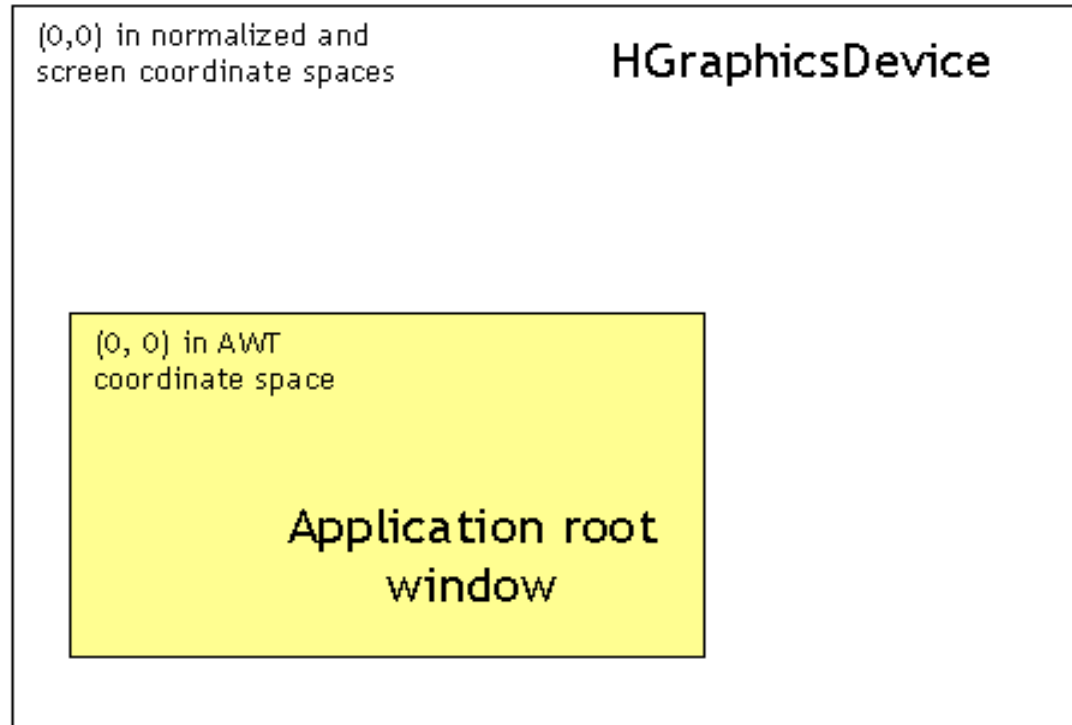 (0,0) in normalized and
screen coordinate spaces
HGraphicsDevice
(0, 0) in AWT
coordinate space
Application root
window